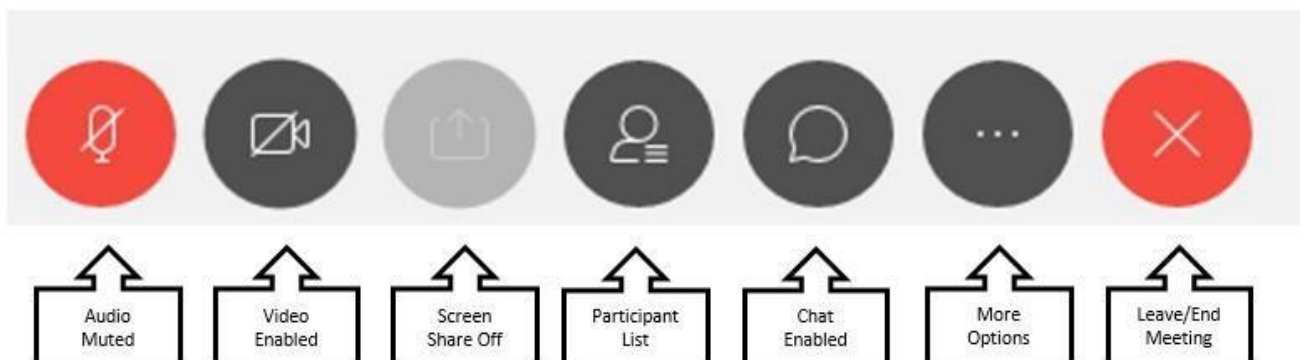 Audio
Muted
Video
Enabled
Screen
Share Off
Participant
List
Chat
Enabled
More
Options
Leave/End
Meeting